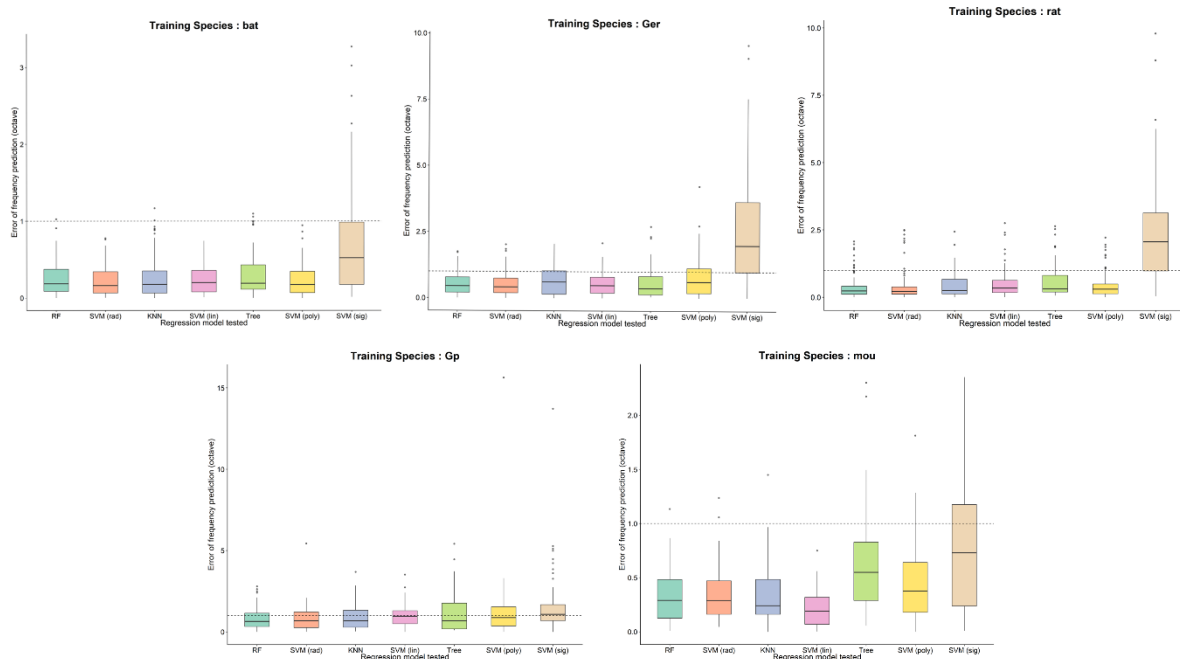 Training Species : bat
Error of frequency prediction (octave)
3
2
1
0
RF SVM (rad) KNN SVM (lin) Tree SVM (poly) SVM (sig)
Regression model tested
Training Species : Ger
Error of frequency prediction (octave)
10.0
7.5
5.0
2.5
0.0
RF SVM (rad) KNN SVM (lin) Tree SVM (poly) SVM (sig)
Regression model tested
Training Species : rat
Error of frequency prediction (octave)
10.0
7.5
5.0
2.5
0.0
RF SVM (rad) KNN SVM (lin) Tree SVM (poly) SVM (sig)
Regression model tested
Training Species : Gp
Error of frequency prediction (octave)
15
10
5
0
RF SVM (rad) KNN SVM (lin) Tree SVM (poly) SVM (sig)
Regression model tested
Training Species : mou
Error of frequency prediction (octave)
2.0
1.5
1.0
0.5
0.0
RF SVM (rad) KNN SVM (lin) Tree SVM (poly) SVM (sig)
Regression model tested